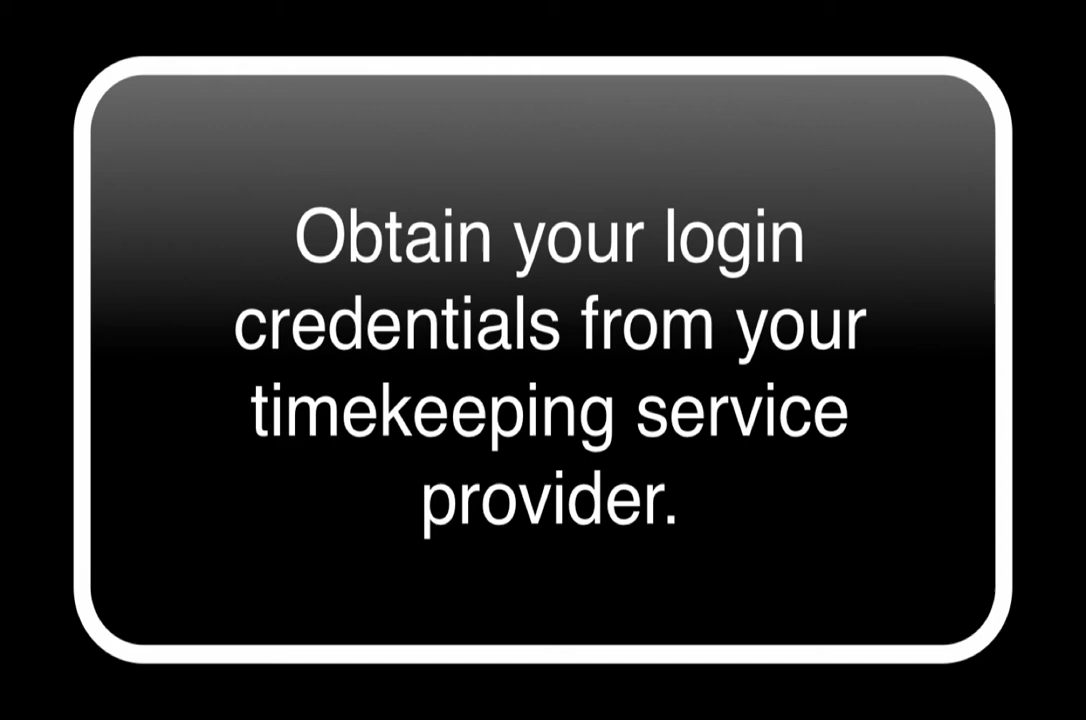 Obtain your login
credentials from your
timekeeping service
provider.